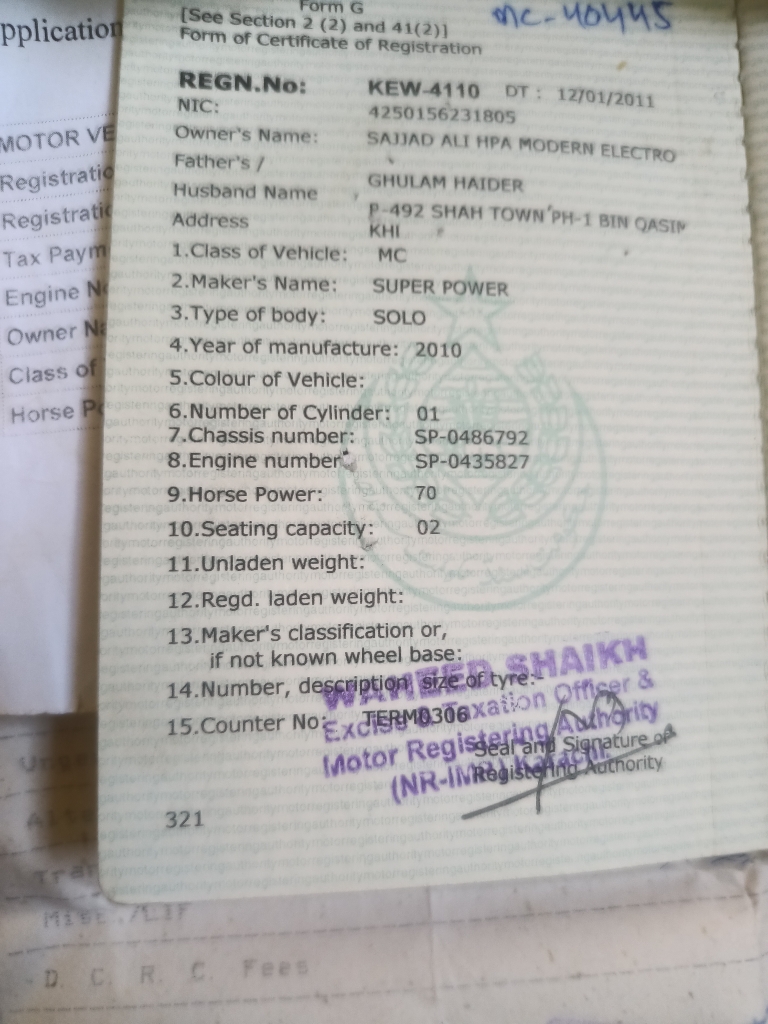 Form G
[See Section 2 (2) and 41(2)]
Form of Certificate of Registration
MC-40445
REGN.No: KEW-4110 DT : 12/01/2011
NIC: 4250156231805
Owner's Name: SAJJAD ALI HPA MODERN ELECTRO
Father's /
Husband Name GHULAM HAIDER
Address P-492 SHAH TOWN PH-1 BIN QASIM
KHI
1.Class of Vehicle: MC
2.Maker's Name: SUPER POWER
3.Type of body: SOLO
4.Year of manufacture: 2010
5.Colour of Vehicle:
6.Number of Cylinder: 01
7.Chassis number: SP-0486792
8.Engine number SP-0435827
9.Horse Power: 70
10.Seating capacity: 02
11.Unladen weight:
12.Regd. laden weight:
13.Maker's classification or,
if not known wheel base:
14.Number, description size of tyre:-
15.Counter No: TERM0306
Seal and Signature of
Registering Authority
321
WAHEED SHAIKH
Excise & Taxation Officer &
Motor Registering Authority
(NR-IMP) Karachi
pplication
MOTOR VE
Registratio
Registratio
Tax Paym
Engine N
Owner Na
Class of
Horse P
Misc./CIF
D. C. R. C. Fees